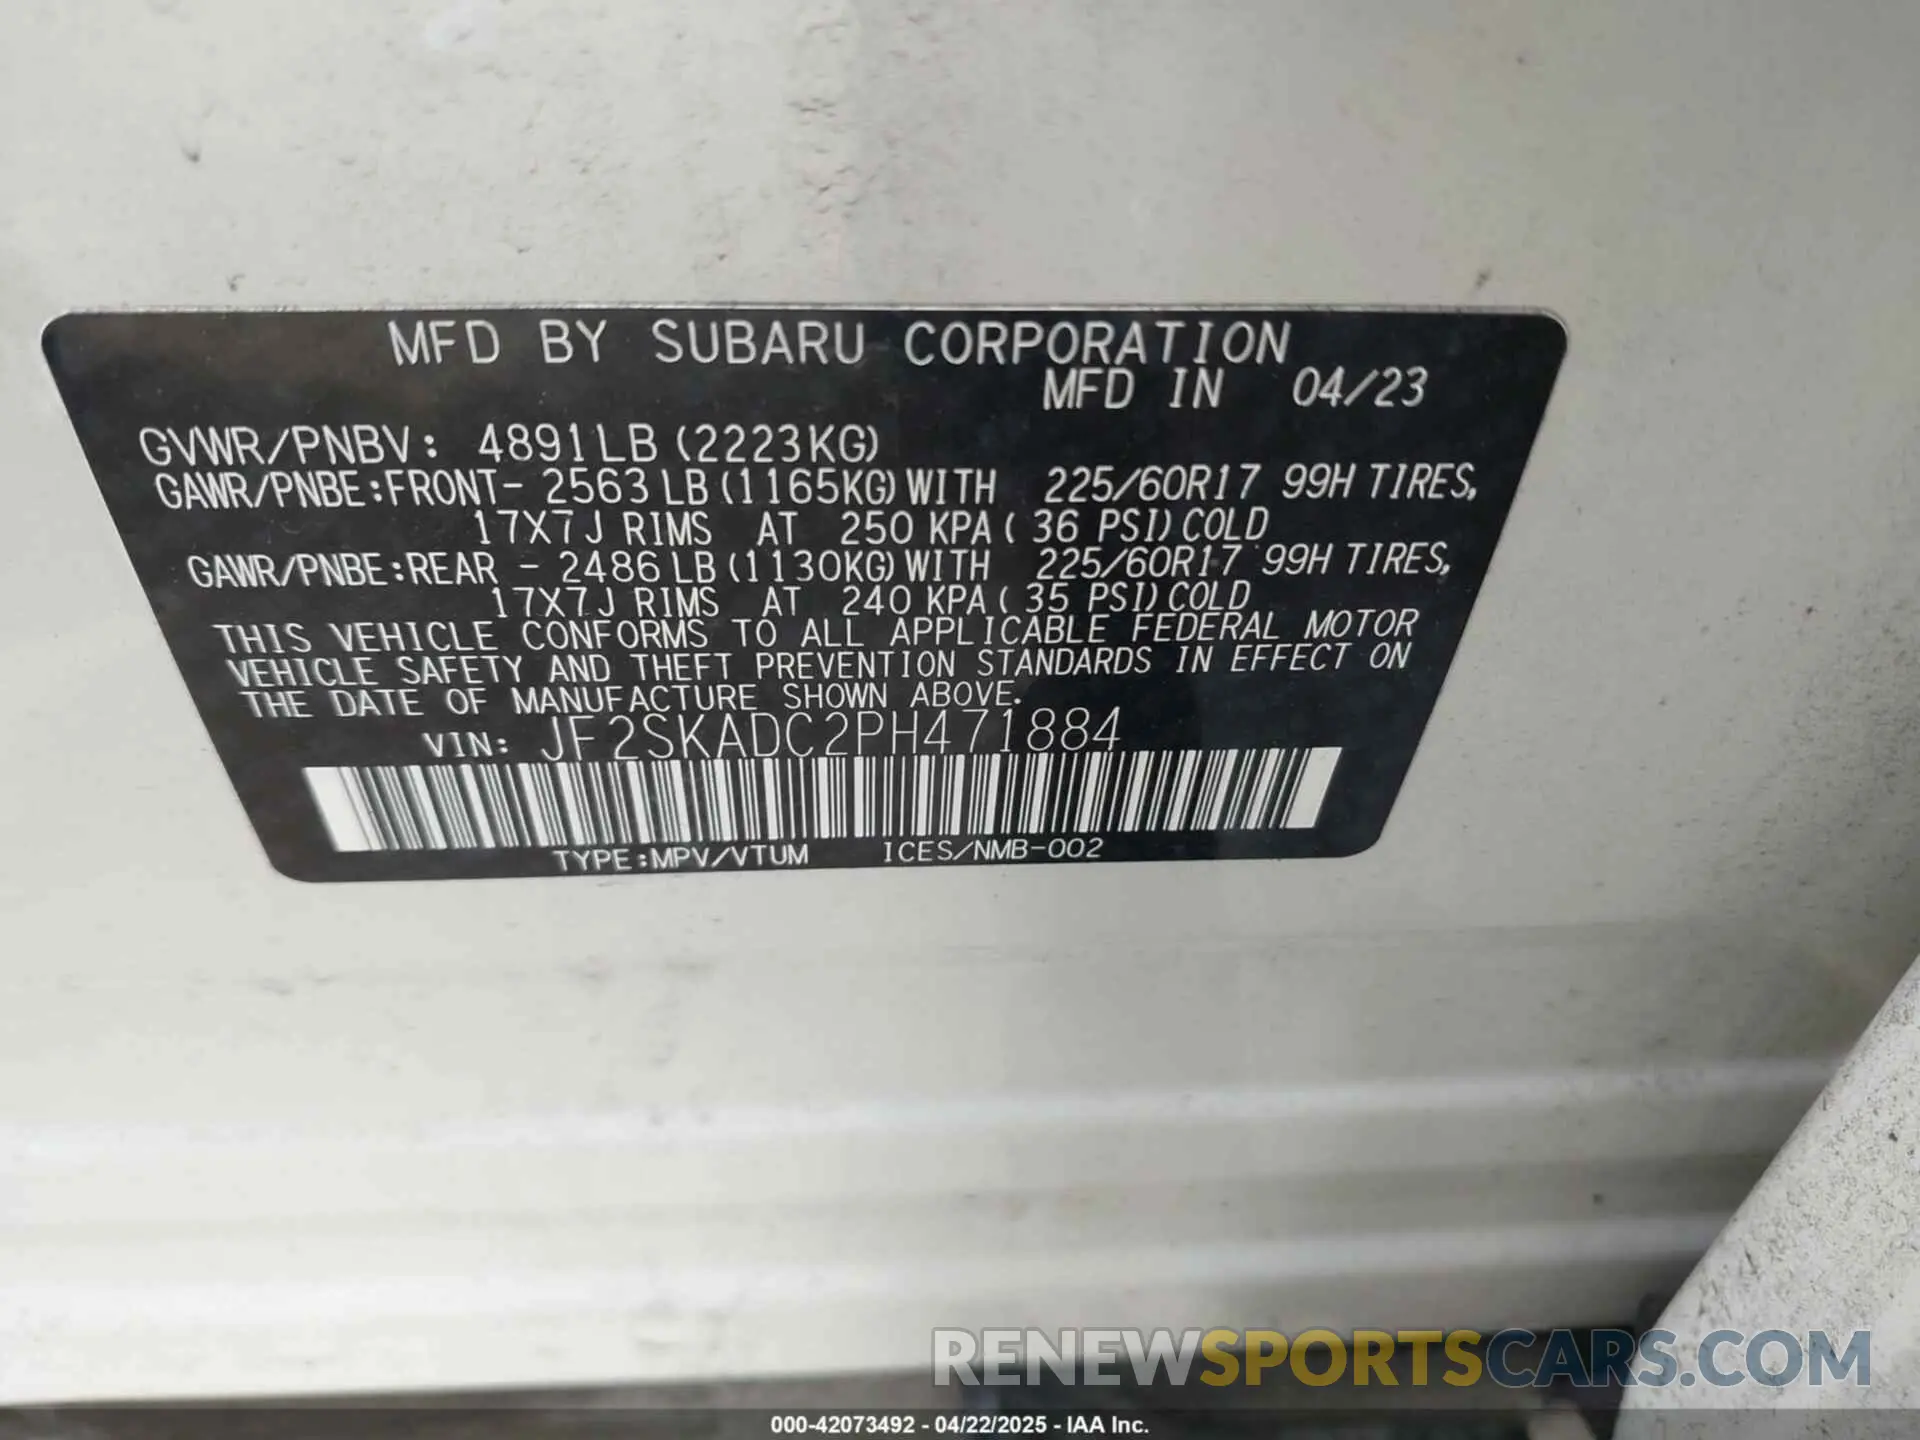 MFD BY SUBARU CORPORATION
MFD IN 04/23
GVWR/PNBV: 4891LB (2223KG)
GAWR/PNBE:FRONT- 2563 LB (1165KG) WITH 225/60R17 99H TIRES,
17X7J RIMS AT 250 KPA ( 36 PSI) COLD
GAWR/PNBE:REAR - 2486 LB (1130KG) WITH 225/60R17 99H TIRES,
17X7J RIMS AT 240 KPA ( 35 PSI) COLD
THIS VEHICLE CONFORMS TO ALL APPLICABLE FEDERAL MOTOR
VEHICLE SAFETY AND THEFT PREVENTION STANDARDS IN EFFECT ON
THE DATE OF MANUFACTURE SHOWN ABOVE.
VIN: JF2SKADC2PH471884
TYPE:MPV/VTUM ICES/NMB-002
RENEWSPORTSCARS.COM
000-42073492 - 04/22/2025 - IAA Inc.